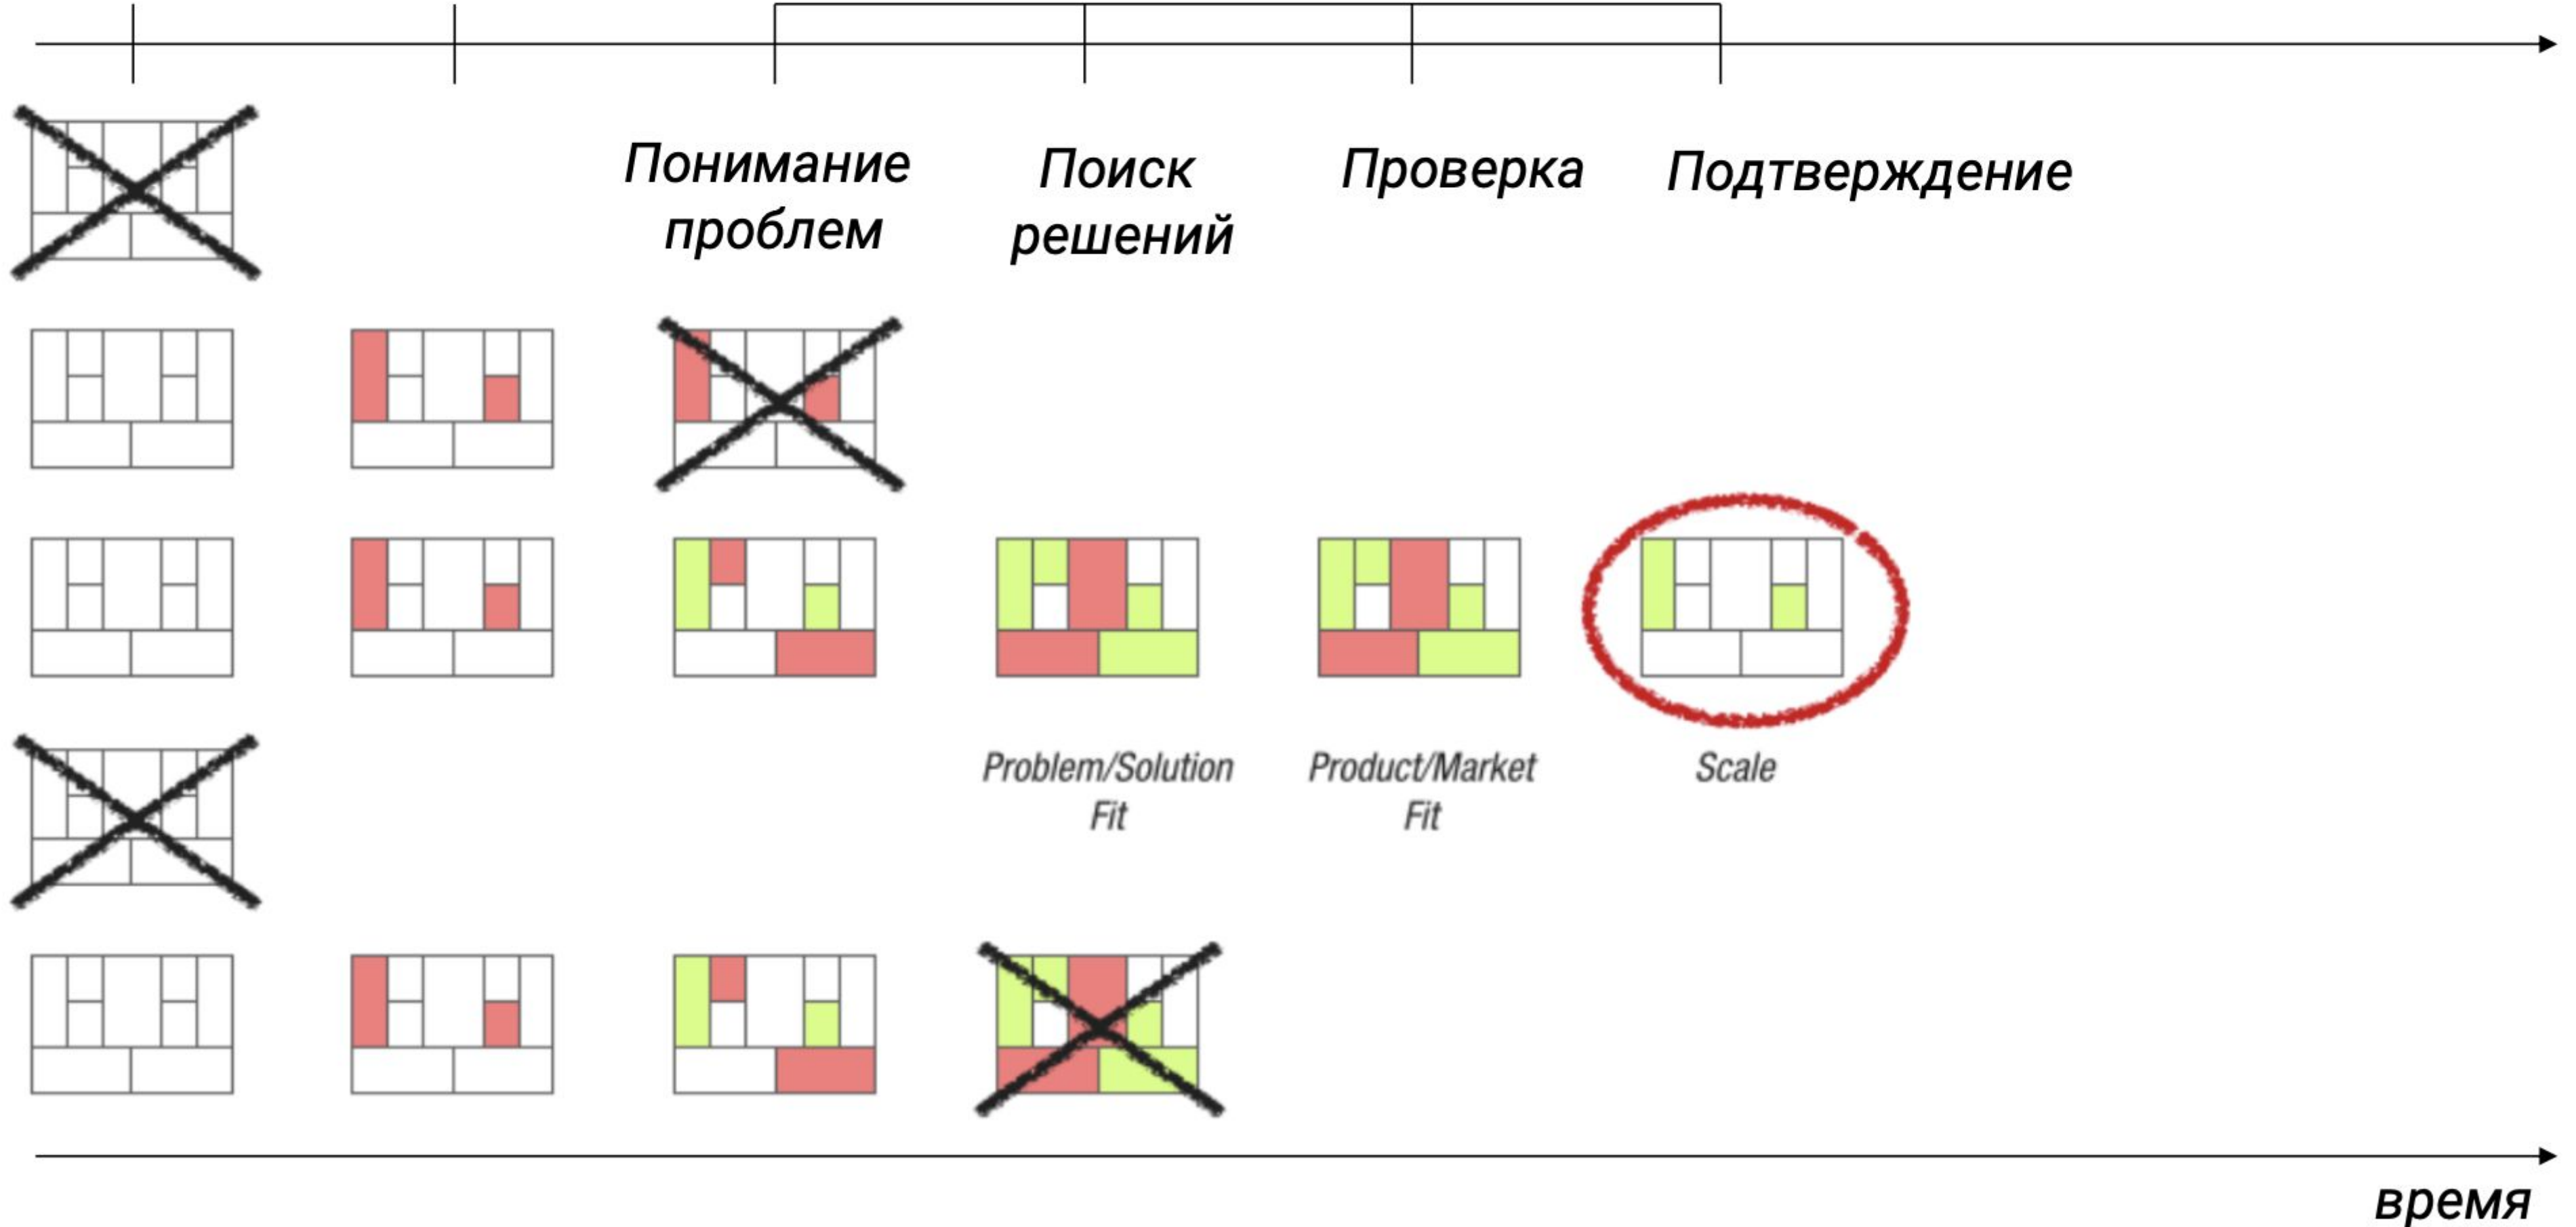 Понимание
проблем
Поиск
решений
Проверка
Подтверждение
Problem/Solution
Fit
Product/Market
Fit
Scale
время